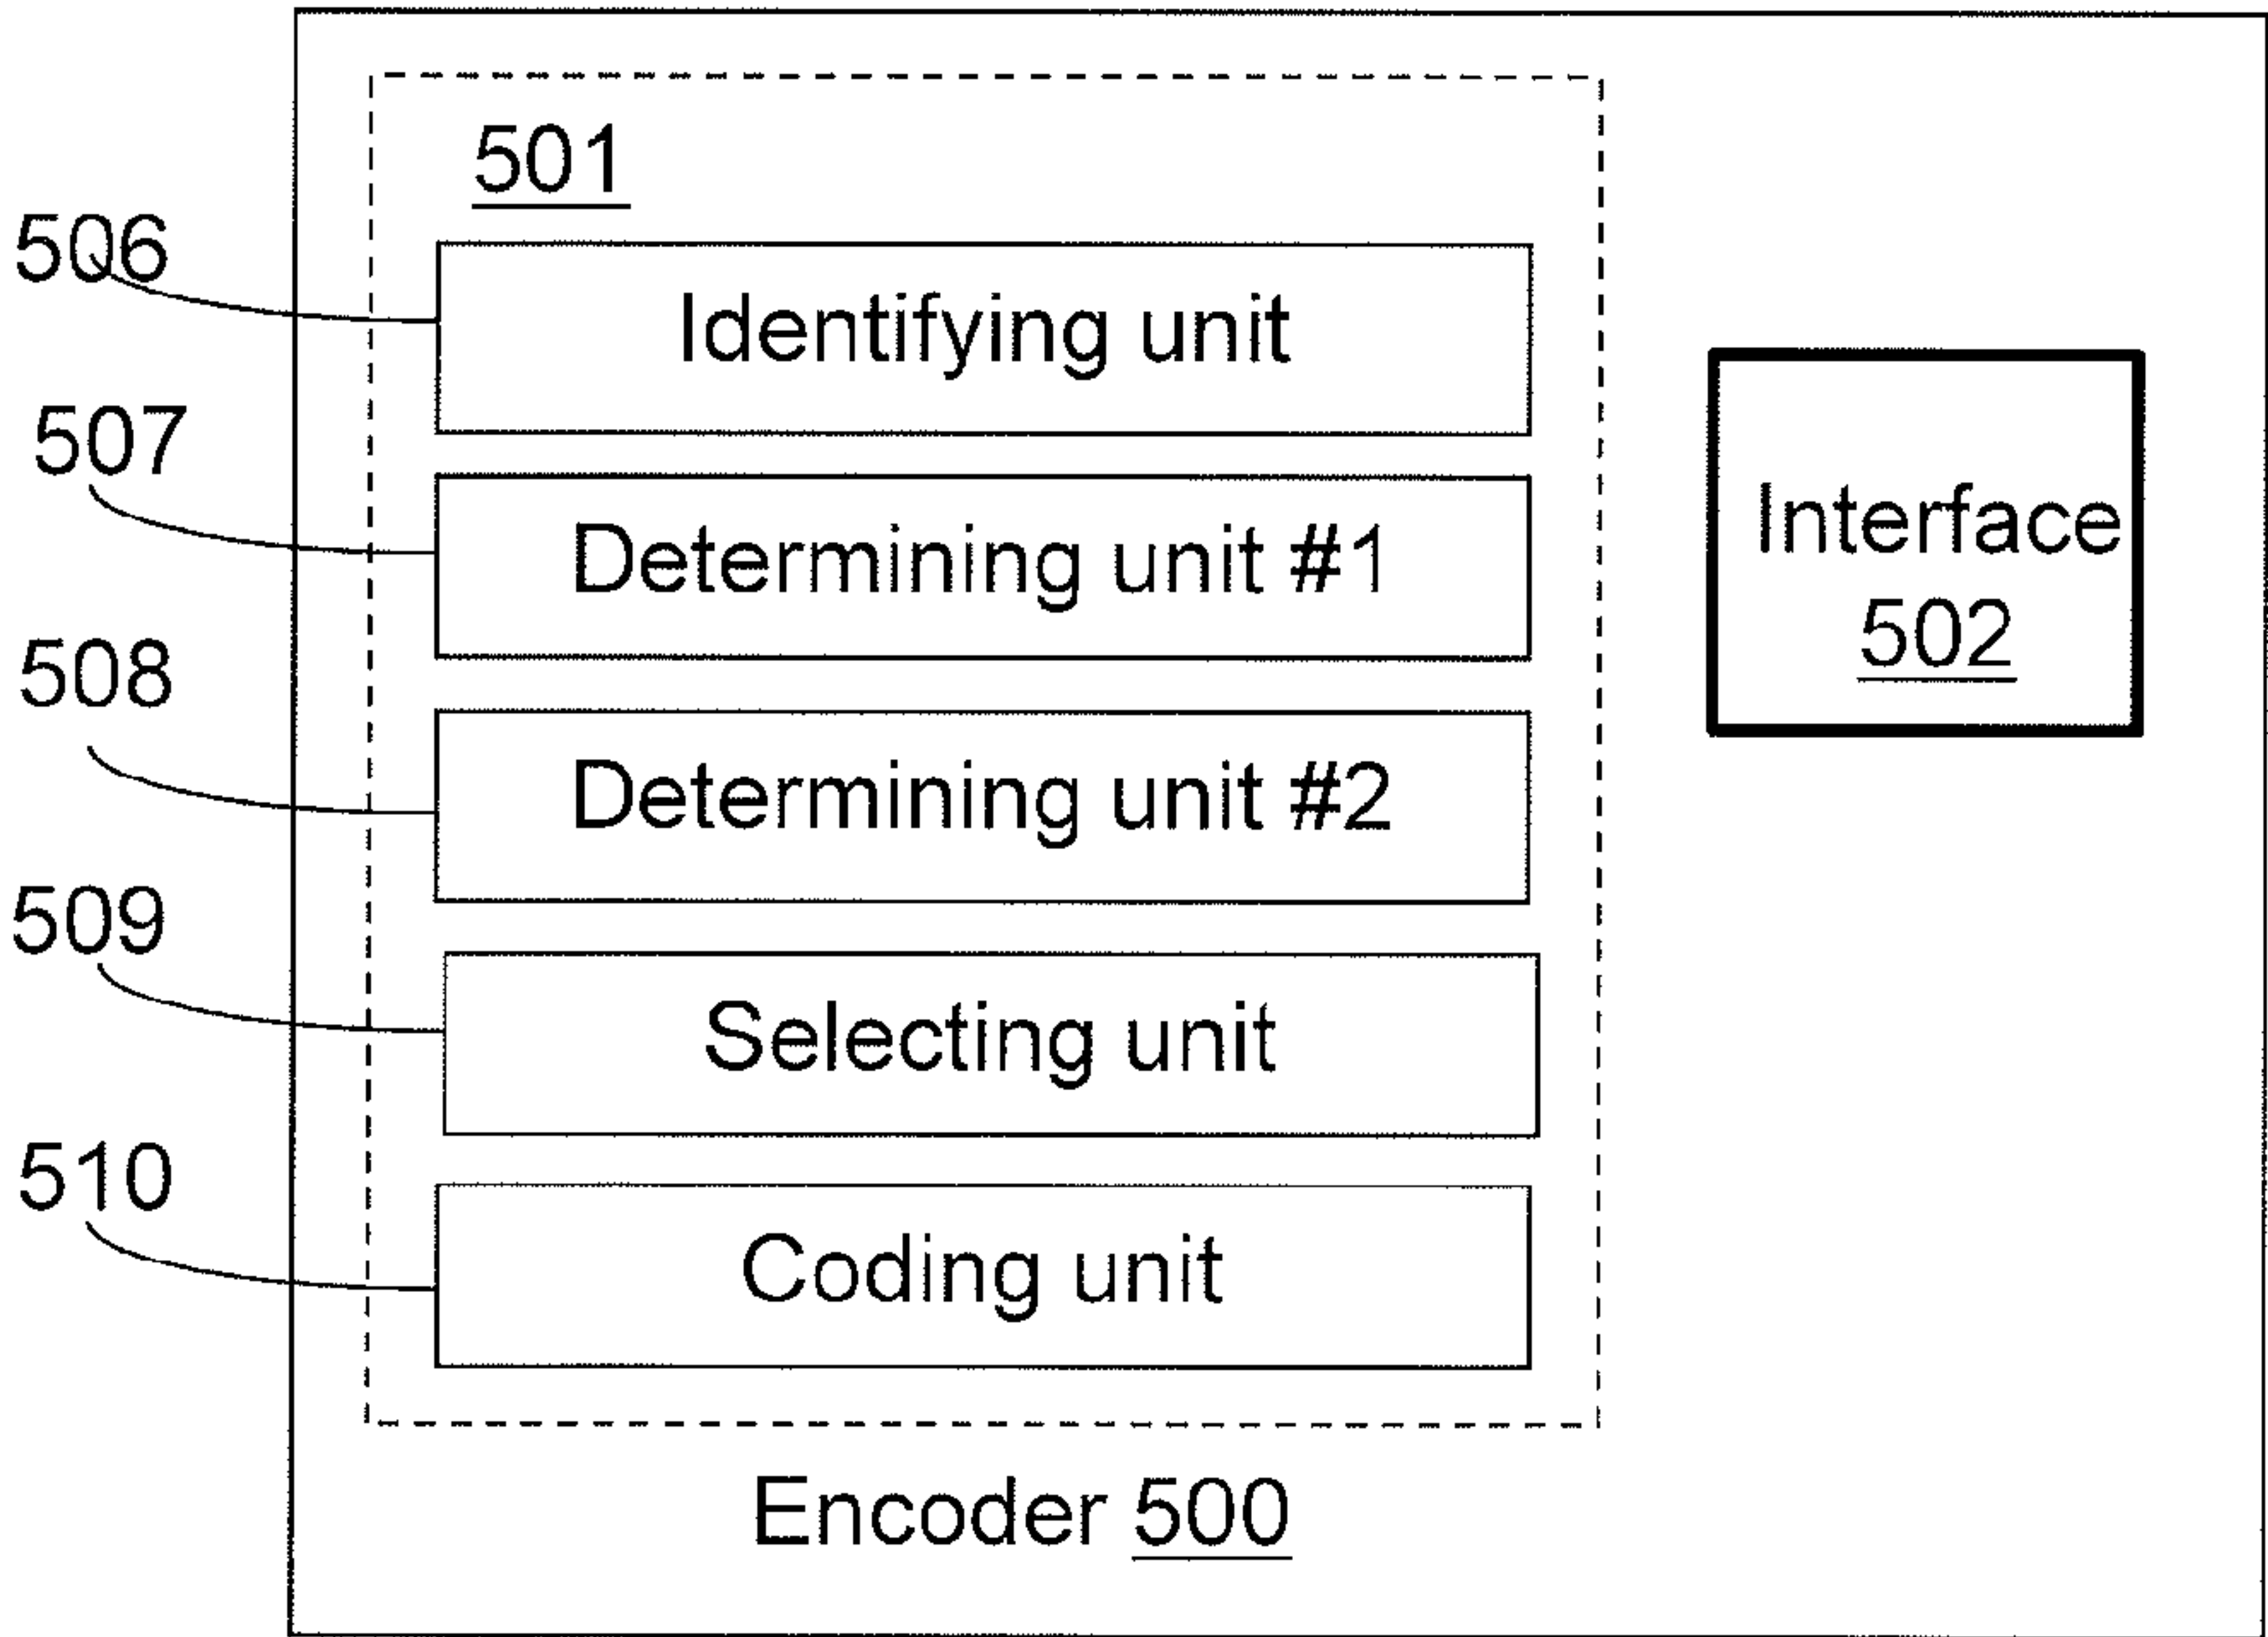 501
506
Identifying unit
507
Determining unit #1
Interface
502
508
Determining unit #2
509
Selecting unit
510
Coding unit
Encoder 500